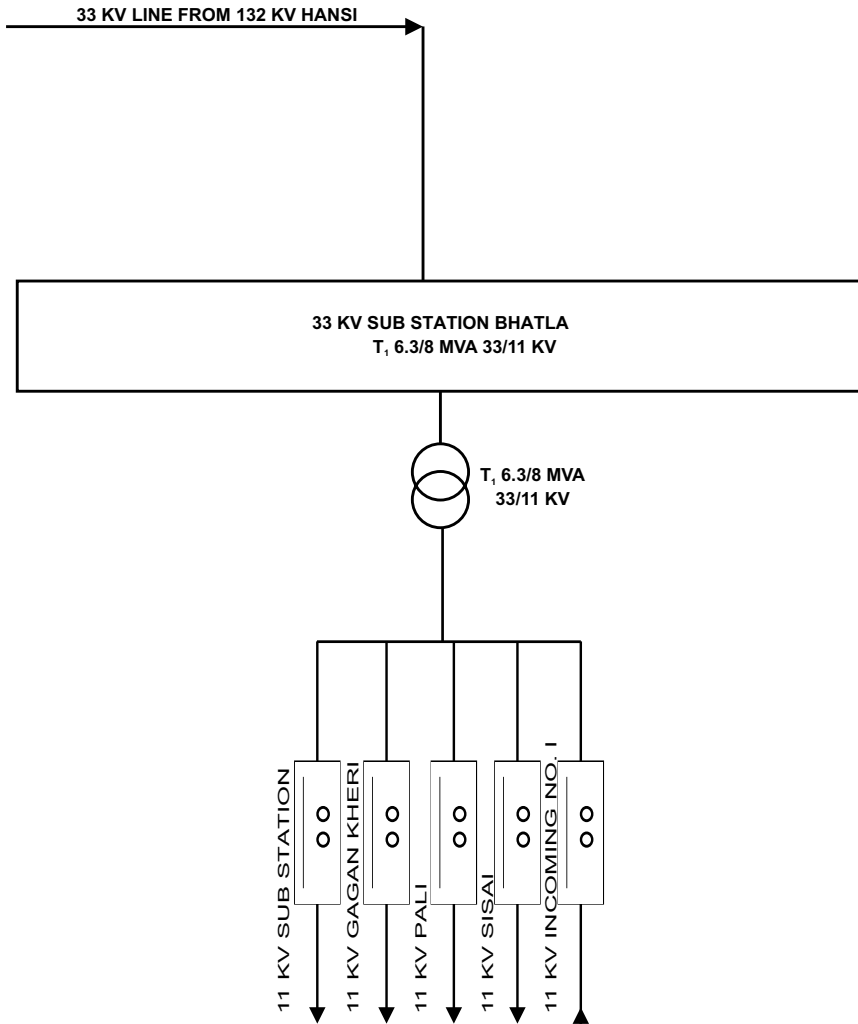 33 KV LINE FROM 132 KV HANSI
33 KV SUB STATION BHATLA
T₁ 6.3/8 MVA 33/11 KV
T₁ 6.3/8 MVA
33/11 KV
11 KV SUB STATION
11 KV GAGAN KHERI
11 KV PALI
11 KV SISAI
11 KV INCOMING NO. I